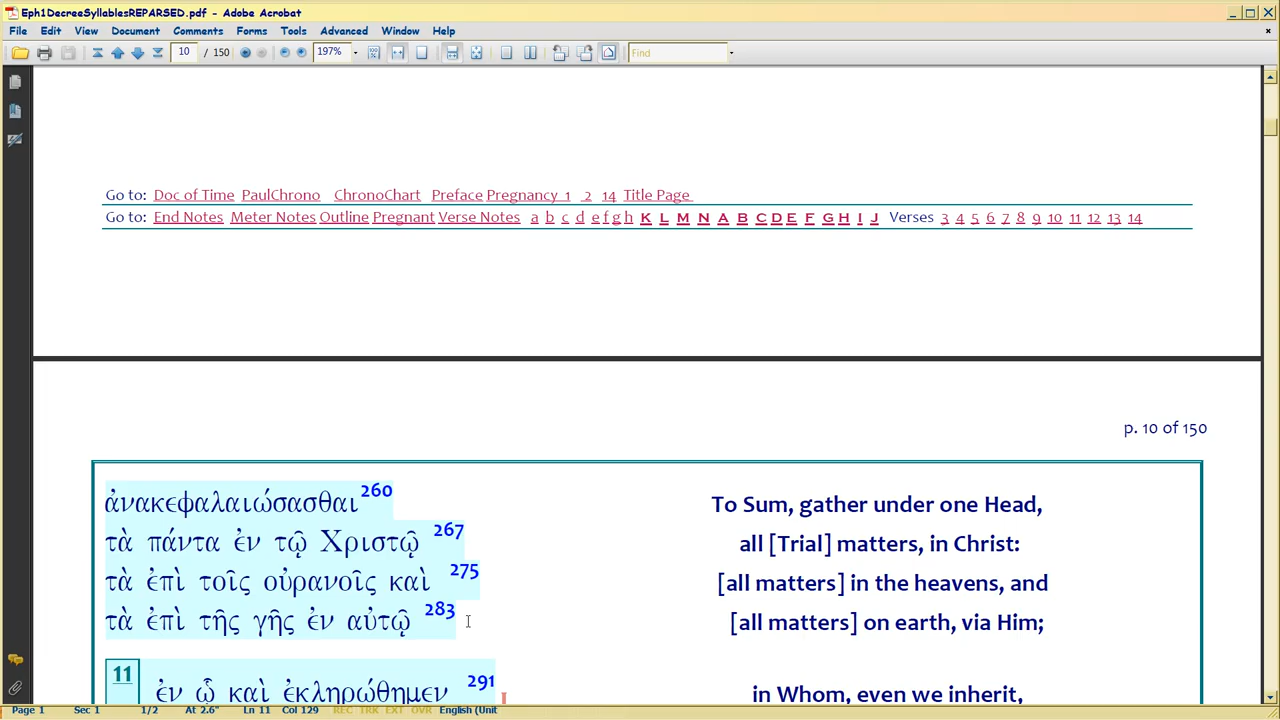 Eph1DecreeSyllablesREPARSED.pdf - Adobe Acrobat
File Edit View Document Comments Forms Tools Advanced Window Help
10 / 150 197% Find
Go to: Doc of Time PaulChrono ChronoChart Preface Pregnancy 1 2 14 Title Page
Go to: End Notes Meter Notes Outline Pregnant Verse Notes a b c d e f g h K L M N A B C D E F G H I J Verses 3 4 5 6 7 8 9 10 11 12 13 14
p. 10 of 150
ἀνακεφαλαιώσασθαι 260 To Sum, gather under one Head,
τὰ πάντα ἐν τῷ Χριστῷ 267 all [Trial] matters, in Christ:
τὰ ἐπὶ τοῖς οὐρανοῖς καὶ 275 [all matters] in the heavens, and
τὰ ἐπὶ τῆς γῆς ἐν αὐτῷ 283 [all matters] on earth, via Him;
11 ἐν ᾧ καὶ ἐκληρώθημεν 291 in Whom, even we inherit,
Page 1 Sec 1 1/2 At 2.6" Ln 11 Col 129 REC TRK EXT OVR English (Unit